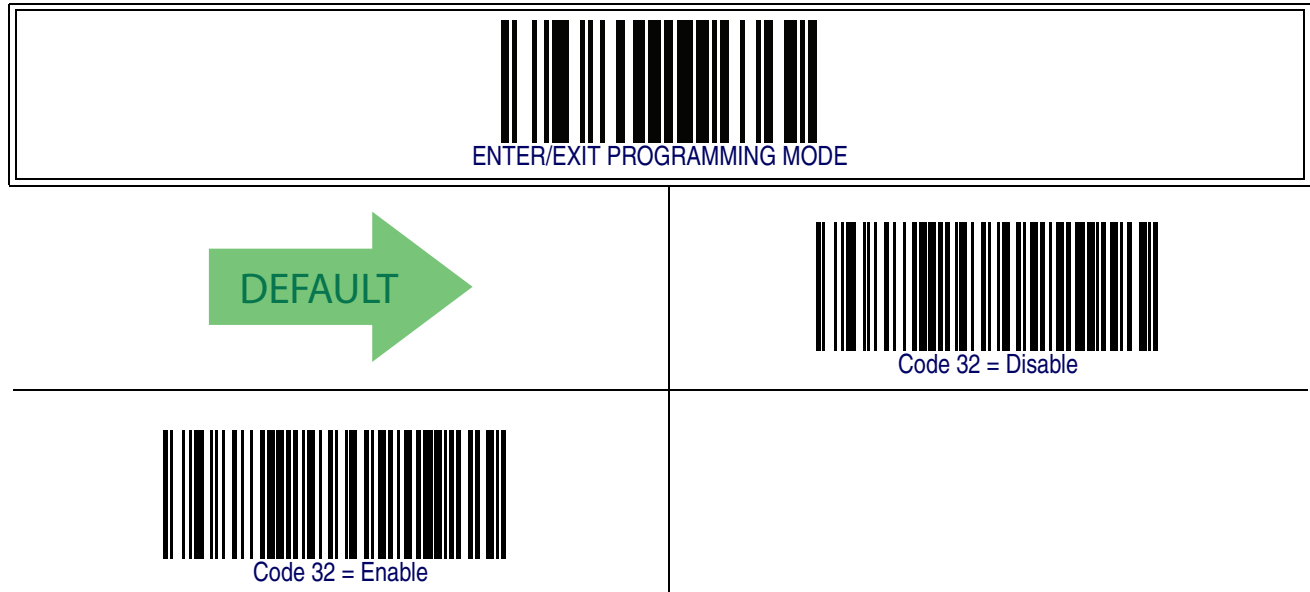 ENTER/EXIT PROGRAMMING MODE
DEFAULT
Code 32 = Disable
Code 32 = Enable